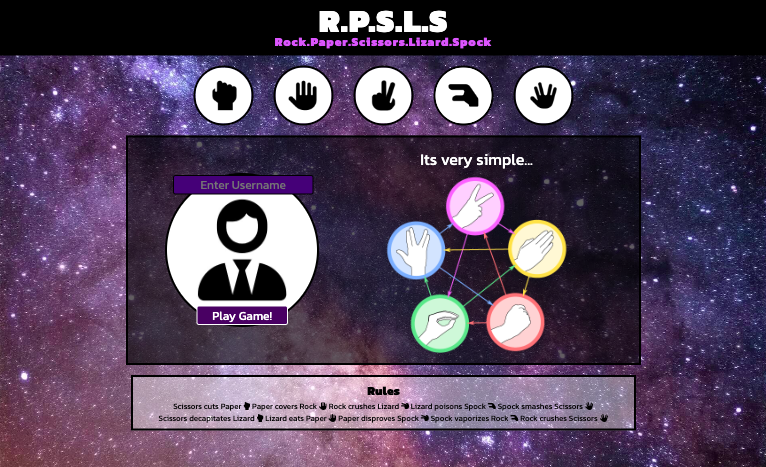 R.P.S.L.S
Rock.Paper.Scissors.Lizard.Spock
Its very simple...
Enter Username
Play Game!
Rules
Scissors cuts Paper Paper covers Rock Rock crushes Lizard Lizard poisons Spock Spock smashes Scissors
Scissors decapitates Lizard Lizard eats Paper Paper disproves Spock Spock vaporizes Rock Rock crushes Scissors